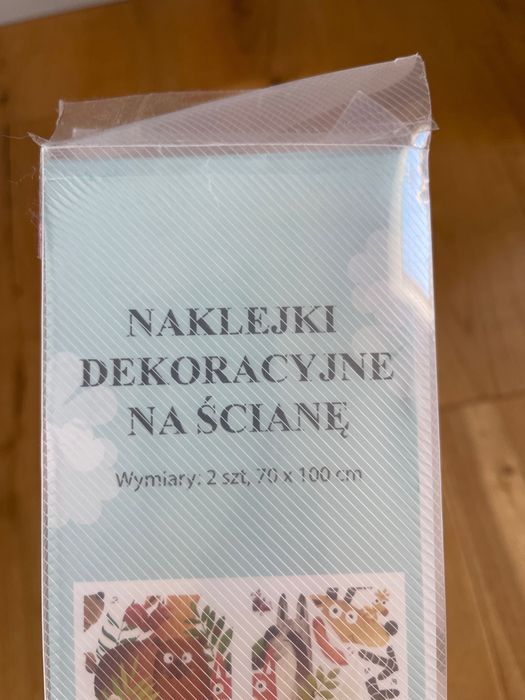 NAKLEJKI
DEKORACYJNE
NA ŚCIANĘ
Wymiary: 2 szt, 70 x 100 cm